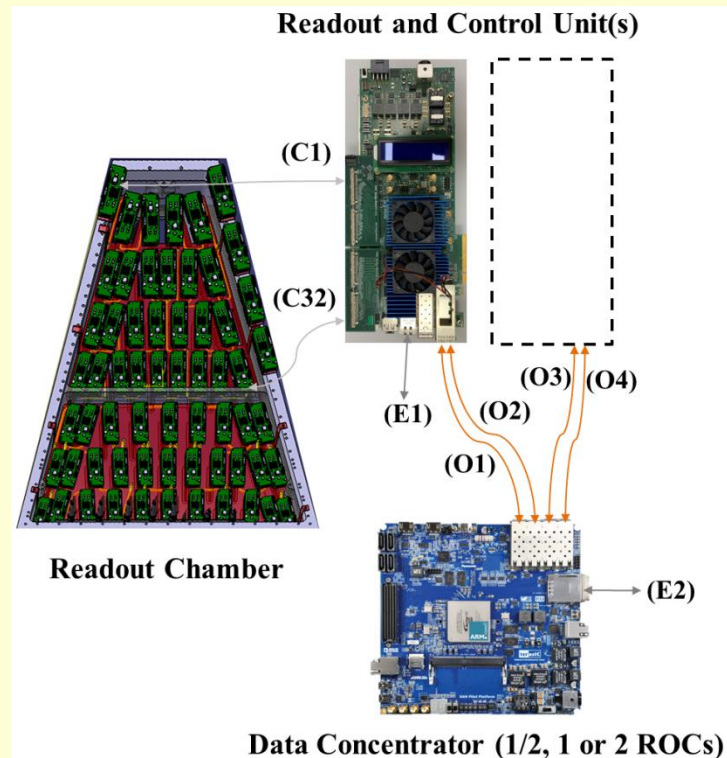 Readout and Control Unit(s)
(C1)
(C32)
(E1)
(O2)
(O1)
(O3)
(O4)
Readout Chamber
(E2)
ARM
Data Concentrator (1/2, 1 or 2 ROCs)